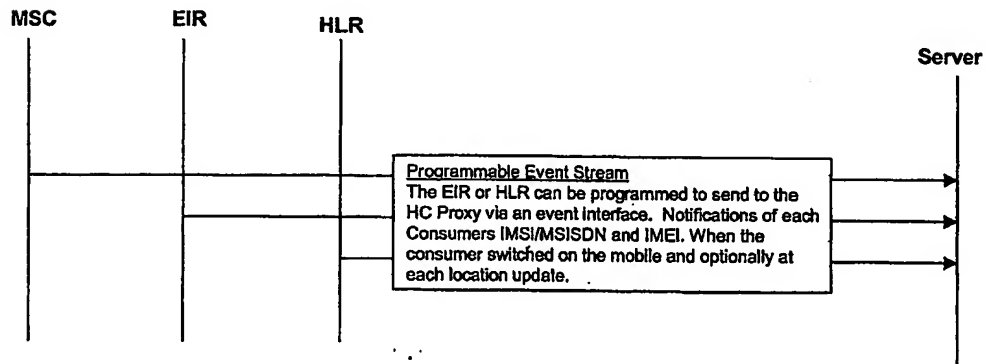 MSC
EIR
HLR
Server
Programmable Event Stream
The EIR or HLR can be programmed to send to the
HC Proxy via an event interface. Notifications of each
Consumers IMSI/MSISDN and IMEI. When the
consumer switched on the mobile and optionally at
each location update.